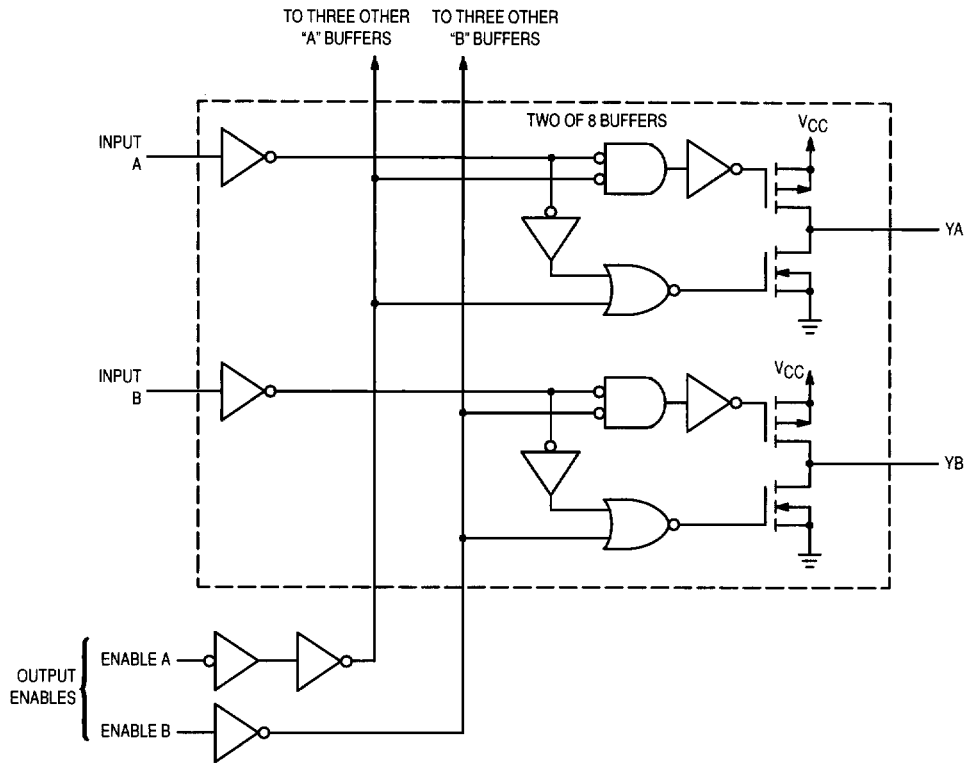 TO THREE OTHER
"A" BUFFERS
TO THREE OTHER
"B" BUFFERS
TWO OF 8 BUFFERS
INPUT
A
VCC
YA
INPUT
B
VCC
YB
OUTPUT
ENABLES
ENABLE A
ENABLE B